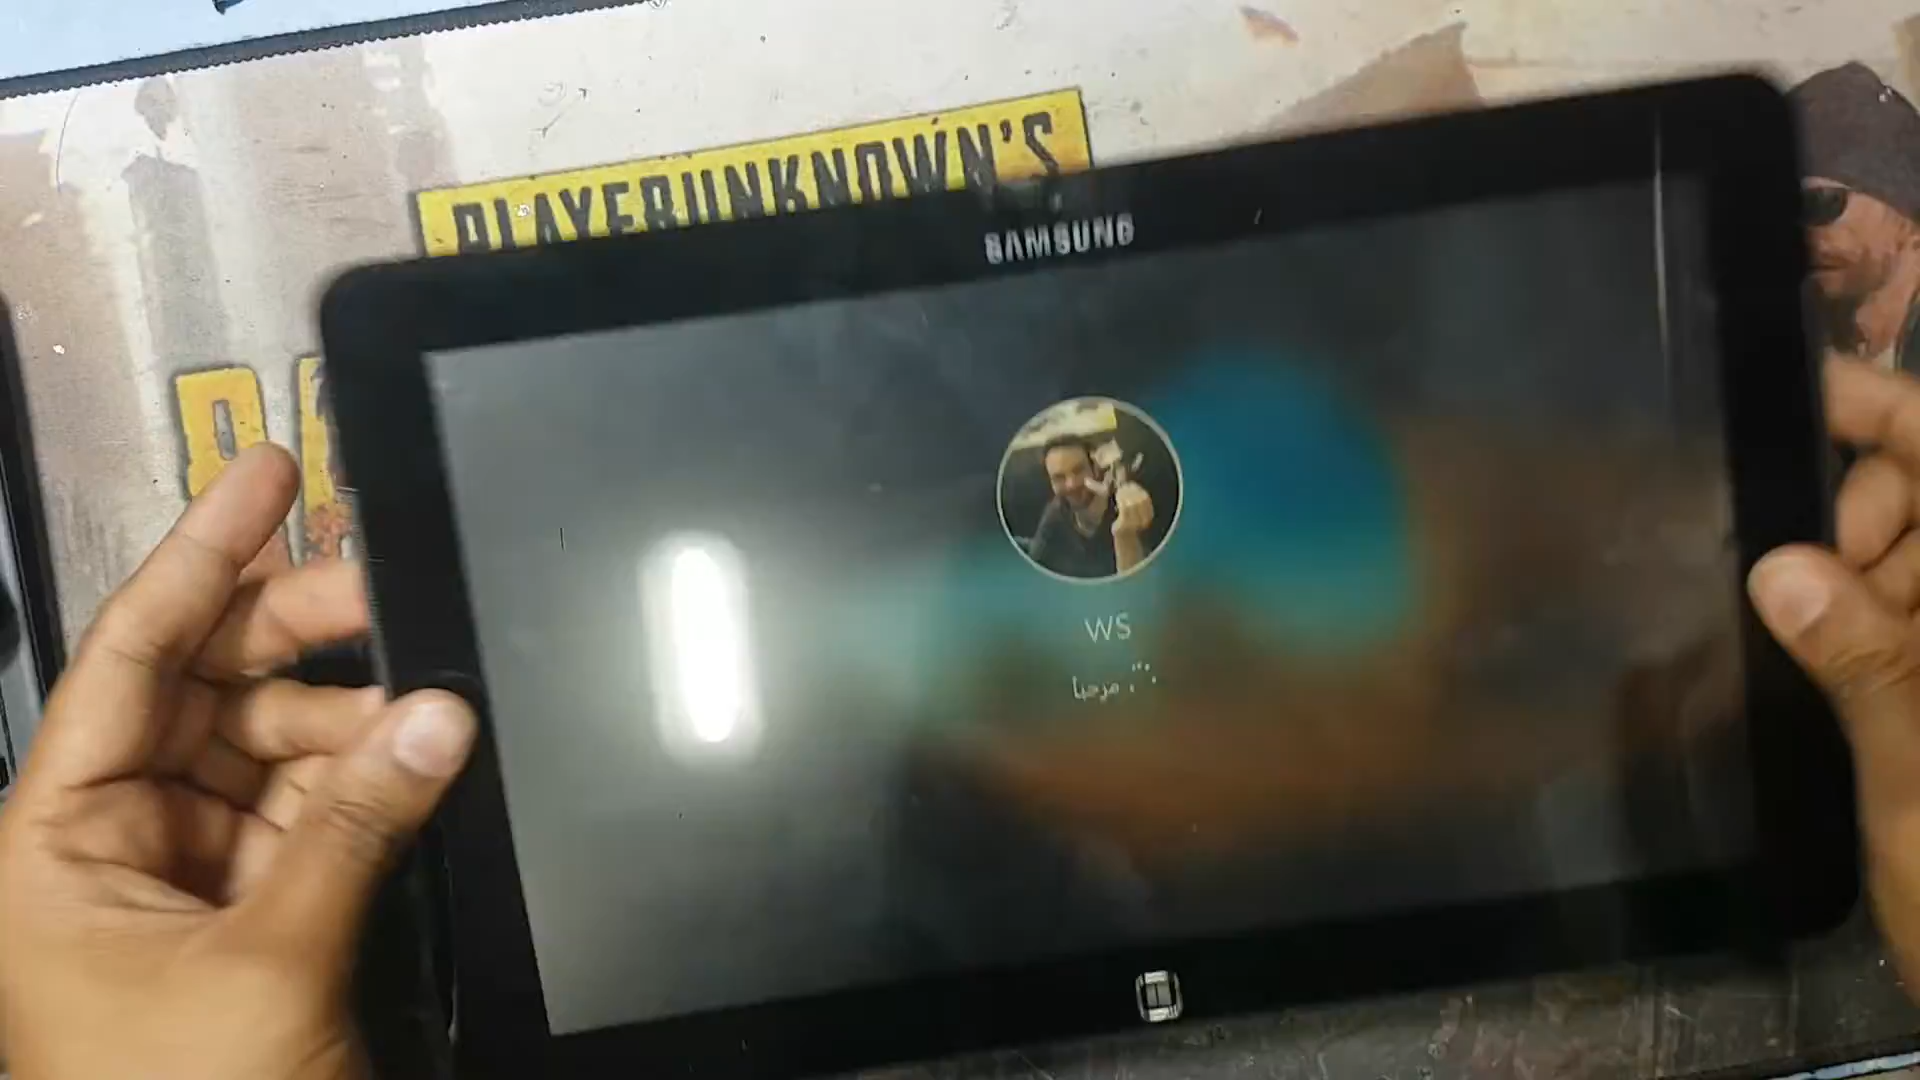 PLAYERUNKNOWN'S
SAMSUNG
WS
مرحبا